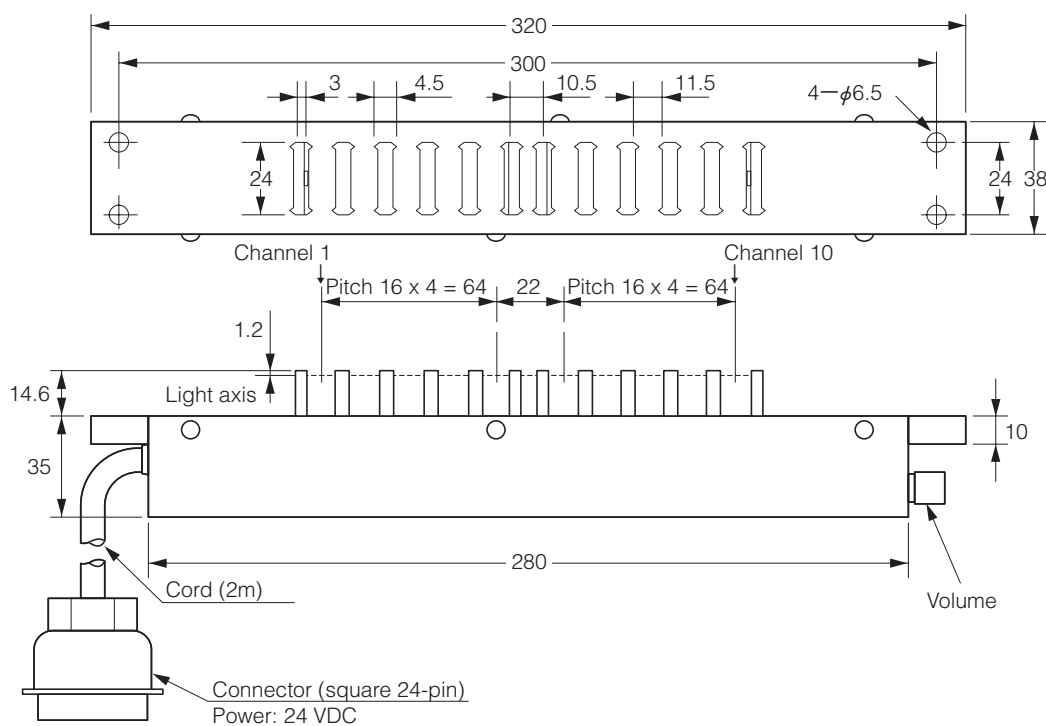 320
300
3
4.5
10.5
11.5
4−ϕ6.5
24
24
38
Channel 1
Channel 10
Pitch 16 x 4 = 64
22
Pitch 16 x 4 = 64
1.2
14.6
Light axis
35
10
280
Cord (2m)
Volume
Connector (square 24-pin)
Power: 24 VDC